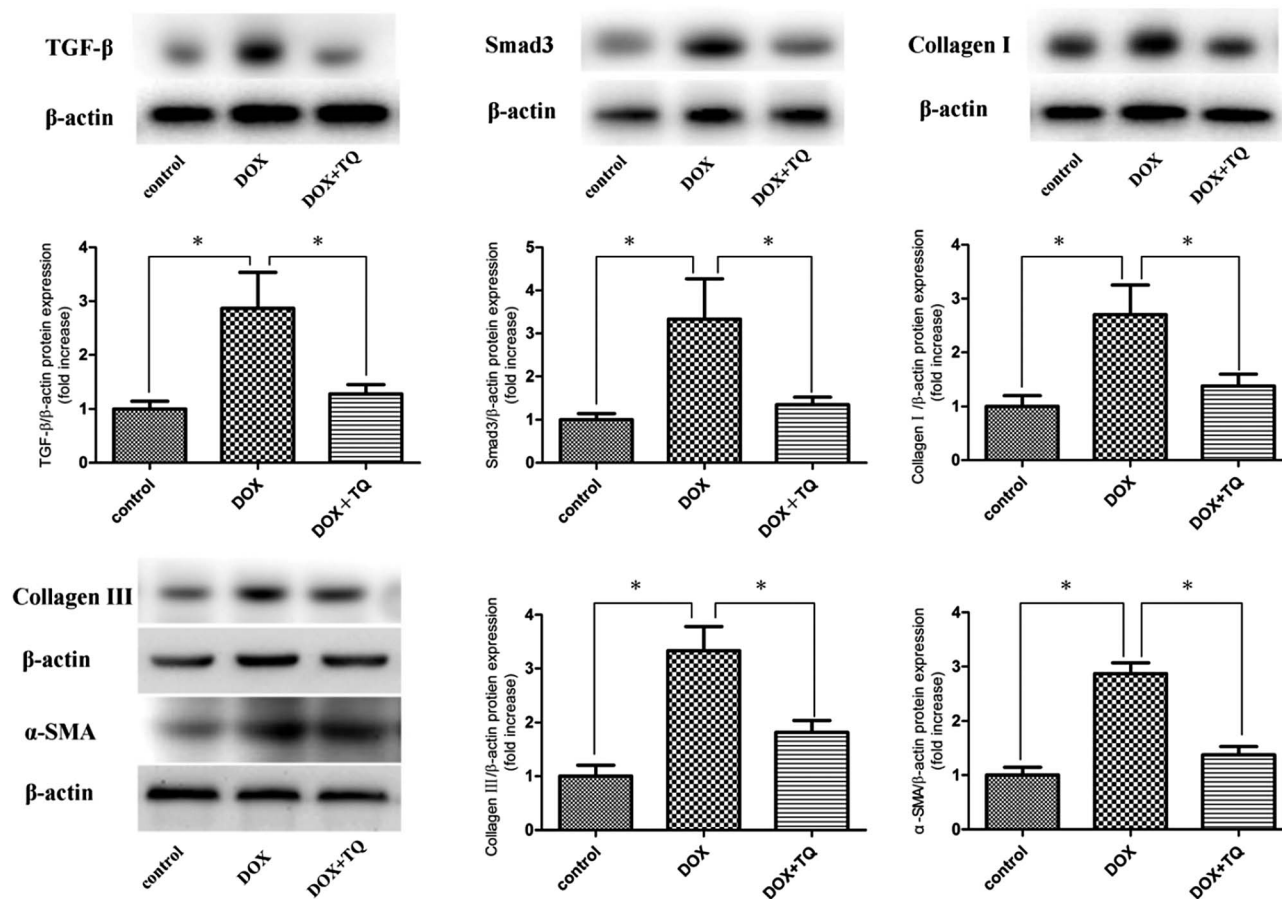 TGF-β
β-actin
control
DOX
DOX+TQ
Smad3
β-actin
control
DOX
DOX+TQ
Collagen I
β-actin
control
DOX
DOX+TQ
TGF-β/β-actin protein expression
(fold increase)
4
3
2
1
0
*
*
control
DOX
DOX+TQ
Smad3/β-actin protein expression
(fold increase)
5
4
3
2
1
0
*
*
control
DOX
DOX+TQ
Collagen Ⅰ/β-actin protien expression
(fold increase)
4
3
2
1
0
*
*
control
DOX
DOX+TQ
Collagen III
β-actin
α-SMA
β-actin
control
DOX
DOX+TQ
Collagen III/β-actin protien expression
(fold increase)
4
3
2
1
0
*
*
control
DOX
DOX+TQ
α-SMA/β-actin protein expression
(fold increase)
4
3
2
1
0
*
*
control
DOX
DOX+TQ